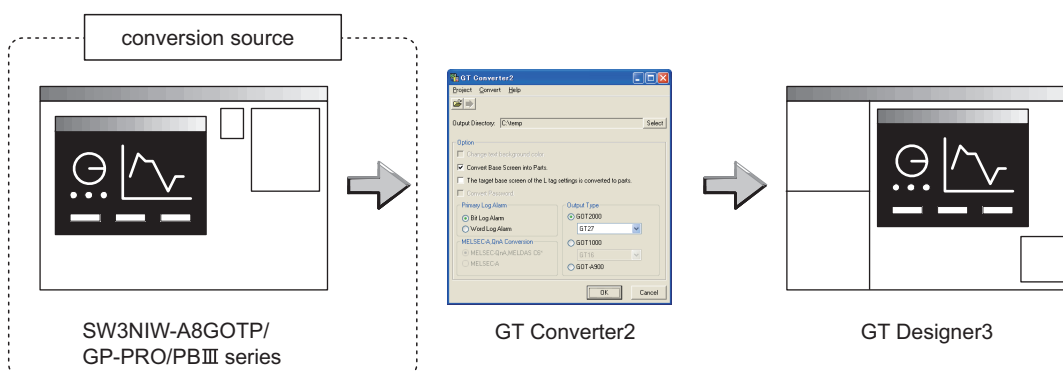 conversion source
GT Converter2
Project Convert Help
Output Directory: C:\temp Select
Option
Change text background color
Convert Base Screen into Parts.
The target base screen of the L tag settings is converted to parts.
Convert Password
Primary Log Alarm
Bit Log Alarm
Word Log Alarm
MELSEC-A,QnA Conversion
MELSEC-QnA,MELDAS C6*
MELSEC-A
Output Type
GOT2000
GT27
GOT1000
GT16
GOT-A900
OK Cancel
SW3NIW-A8GOTP/
GP-PRO/PBⅢ series
GT Converter2
GT Designer3